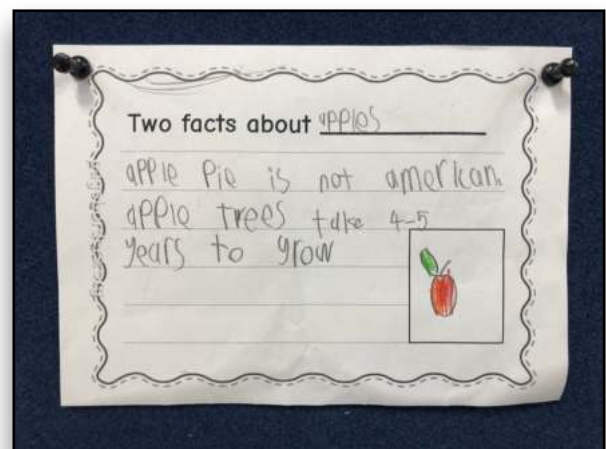 Two facts about apples
apple pie is not american.
apple trees take 4-5
years to grow